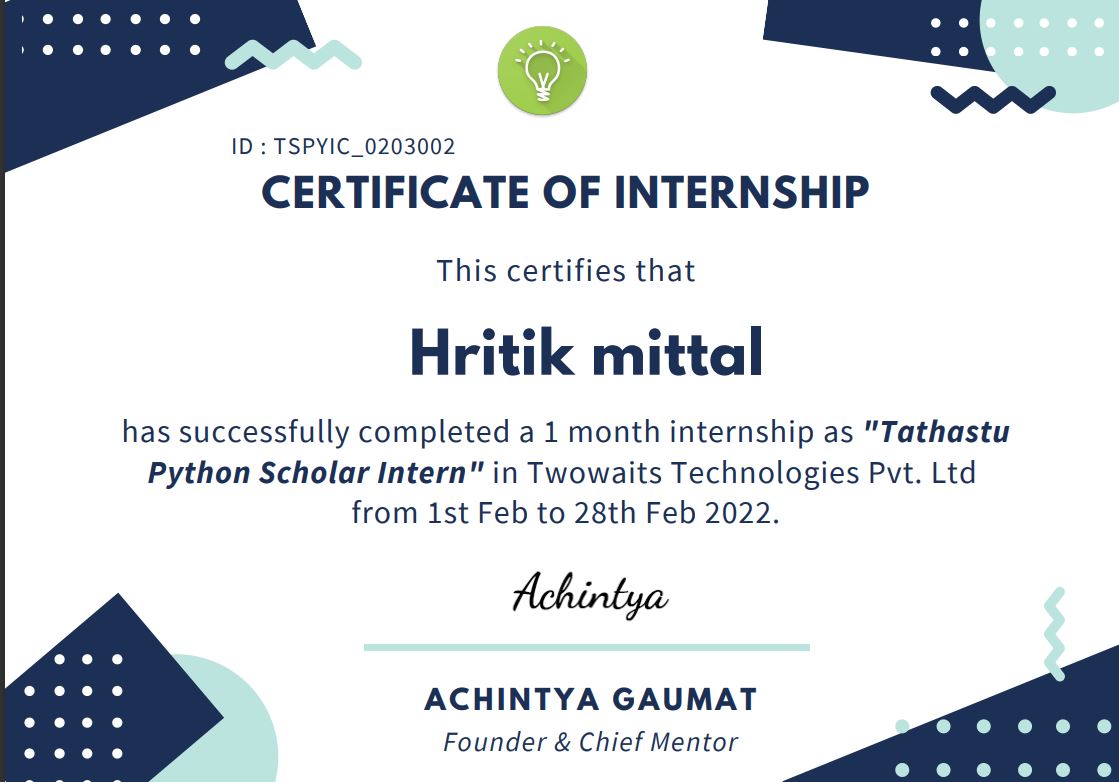 ID : TSPYIC_0203002
CERTIFICATE OF INTERNSHIP
This certifies that
Hritik mittal
has successfully completed a 1 month internship as "Tathastu
Python Scholar Intern" in Twowaits Technologies Pvt. Ltd
from 1st Feb to 28th Feb 2022.
Achintya
ACHINTYA GAUMAT
Founder & Chief Mentor